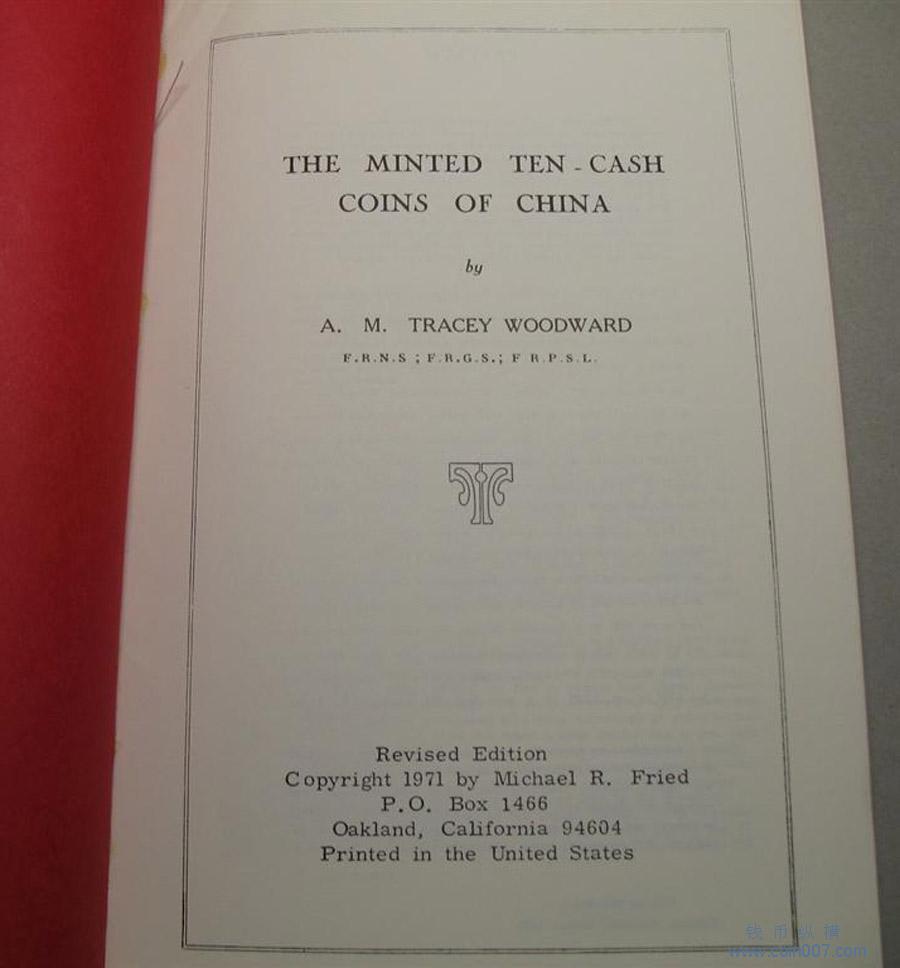 THE MINTED TEN - CASH
COINS OF CHINA
by
A. M. TRACEY WOODWARD
F.R.N.S ; F.R.G.S.; F R.P.S.L.
Revised Edition
Copyright 1971 by Michael R. Fried
P.O. Box 1466
Oakland, California 94604
Printed in the United States
钱币纵横
www.coin007.com